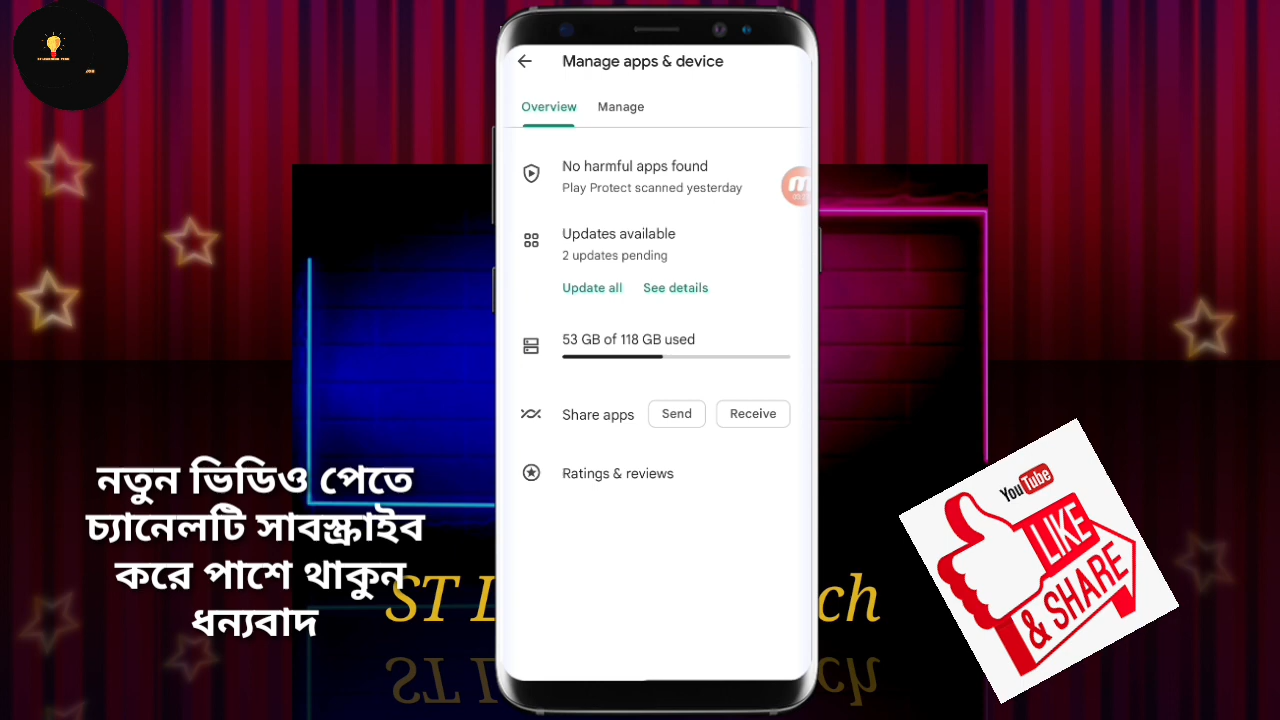 Manage apps & device
Overview Manage
No harmful apps found
Play Protect scanned yesterday
Updates available
2 updates pending
Update all See details
53 GB of 118 GB used
Share apps Send Receive
Ratings & reviews
নতুন ভিডিও পেতে
চ্যানেলটি সাবস্ক্রাইব
করে পাশে থাকুন
ধন্যবাদ
ST L
ch
YouTube
LIKE
& SHARE